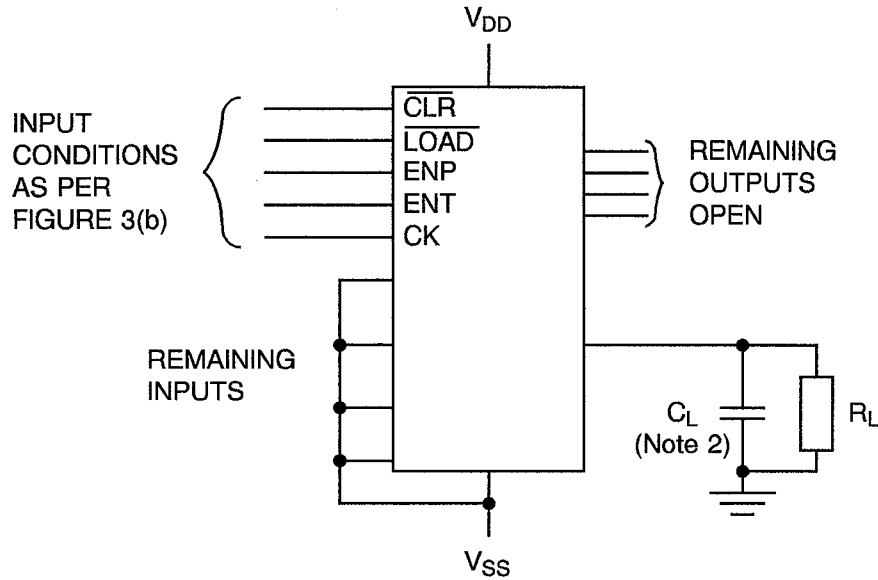 VDD
INPUT
CONDITIONS
AS PER
FIGURE 3(b)
CLR
LOAD
ENP
ENT
CK
REMAINING
OUTPUTS
OPEN
REMAINING
INPUTS
CL
(Note 2)
RL
VSS